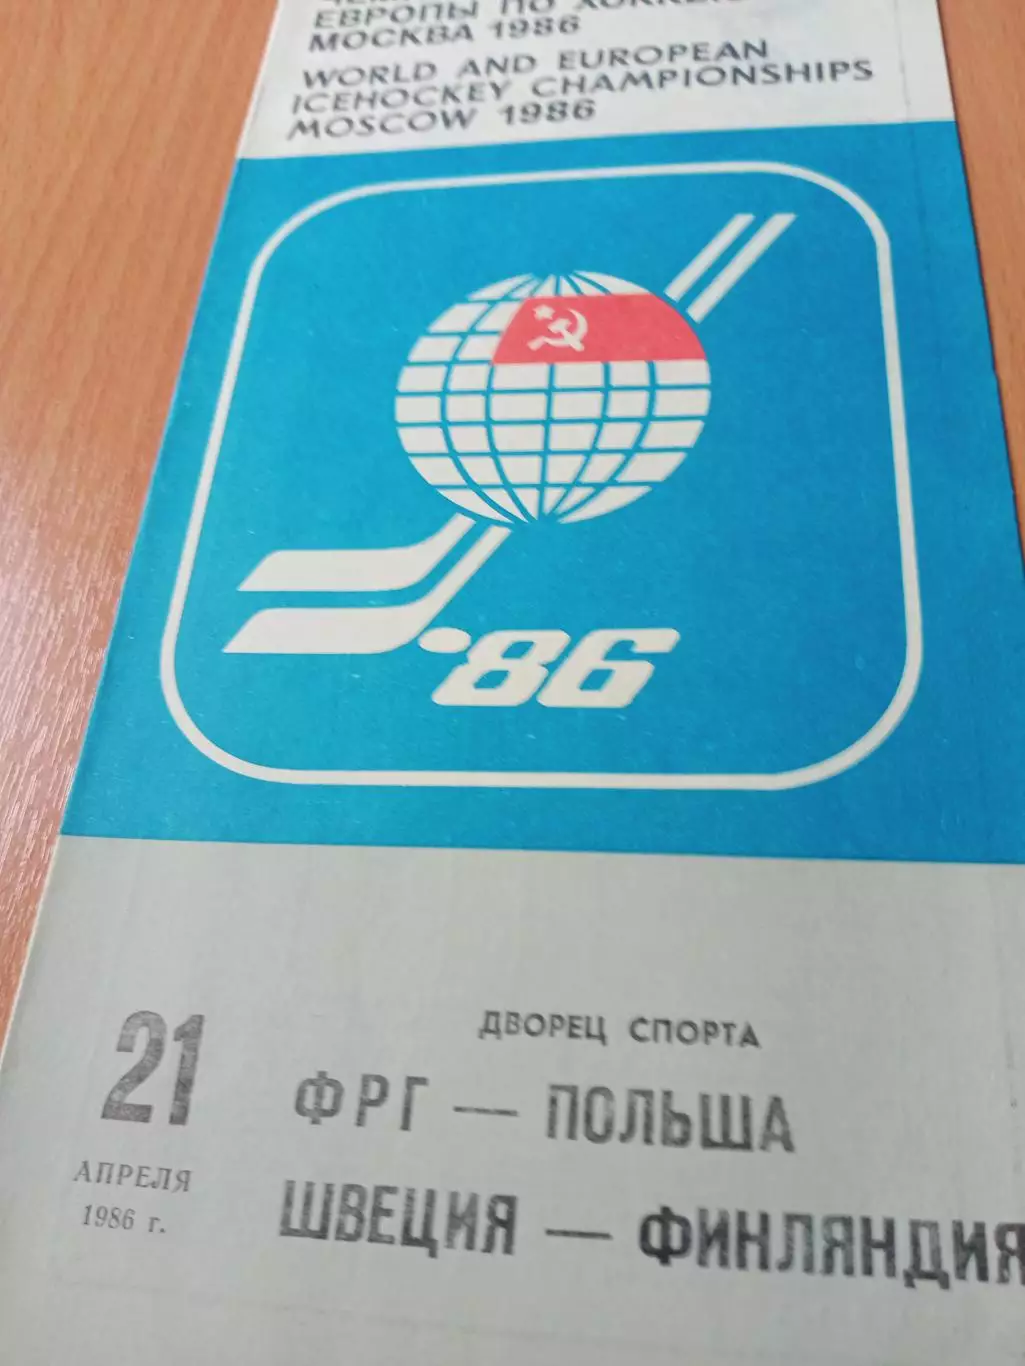 ЕВРОПЫ ПО ХОККЕЮ
МОСКВА 1986
WORLD AND EUROPEAN
ICEHOCKEY CHAMPIONSHIPS
MOSCOW 1986
'86
ДВОРЕЦ СПОРТА
21
АПРЕЛЯ
1986 г.
ФРГ — ПОЛЬША
ШВЕЦИЯ — ФИНЛЯНДИЯ